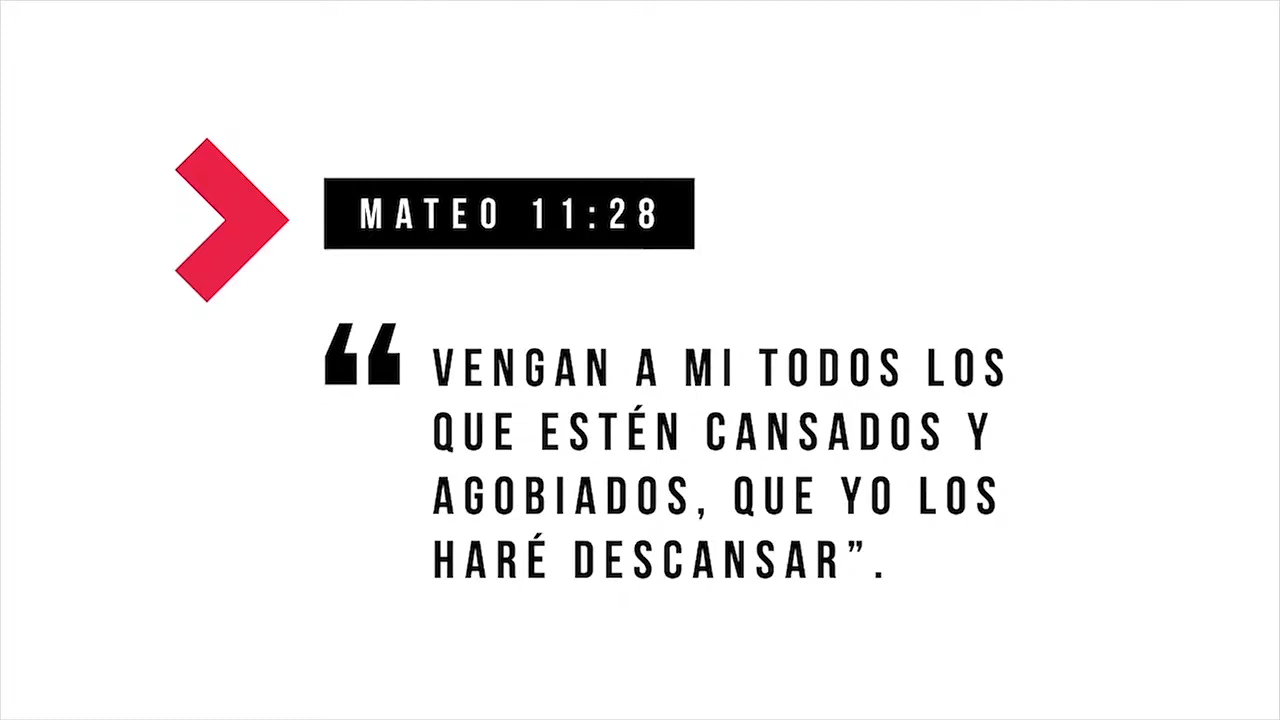 MATEO 11:28
“ VENGAN A MI TODOS LOS
QUE ESTÉN CANSADOS Y
AGOBIADOS, QUE YO LOS
HARÉ DESCANSAR”.